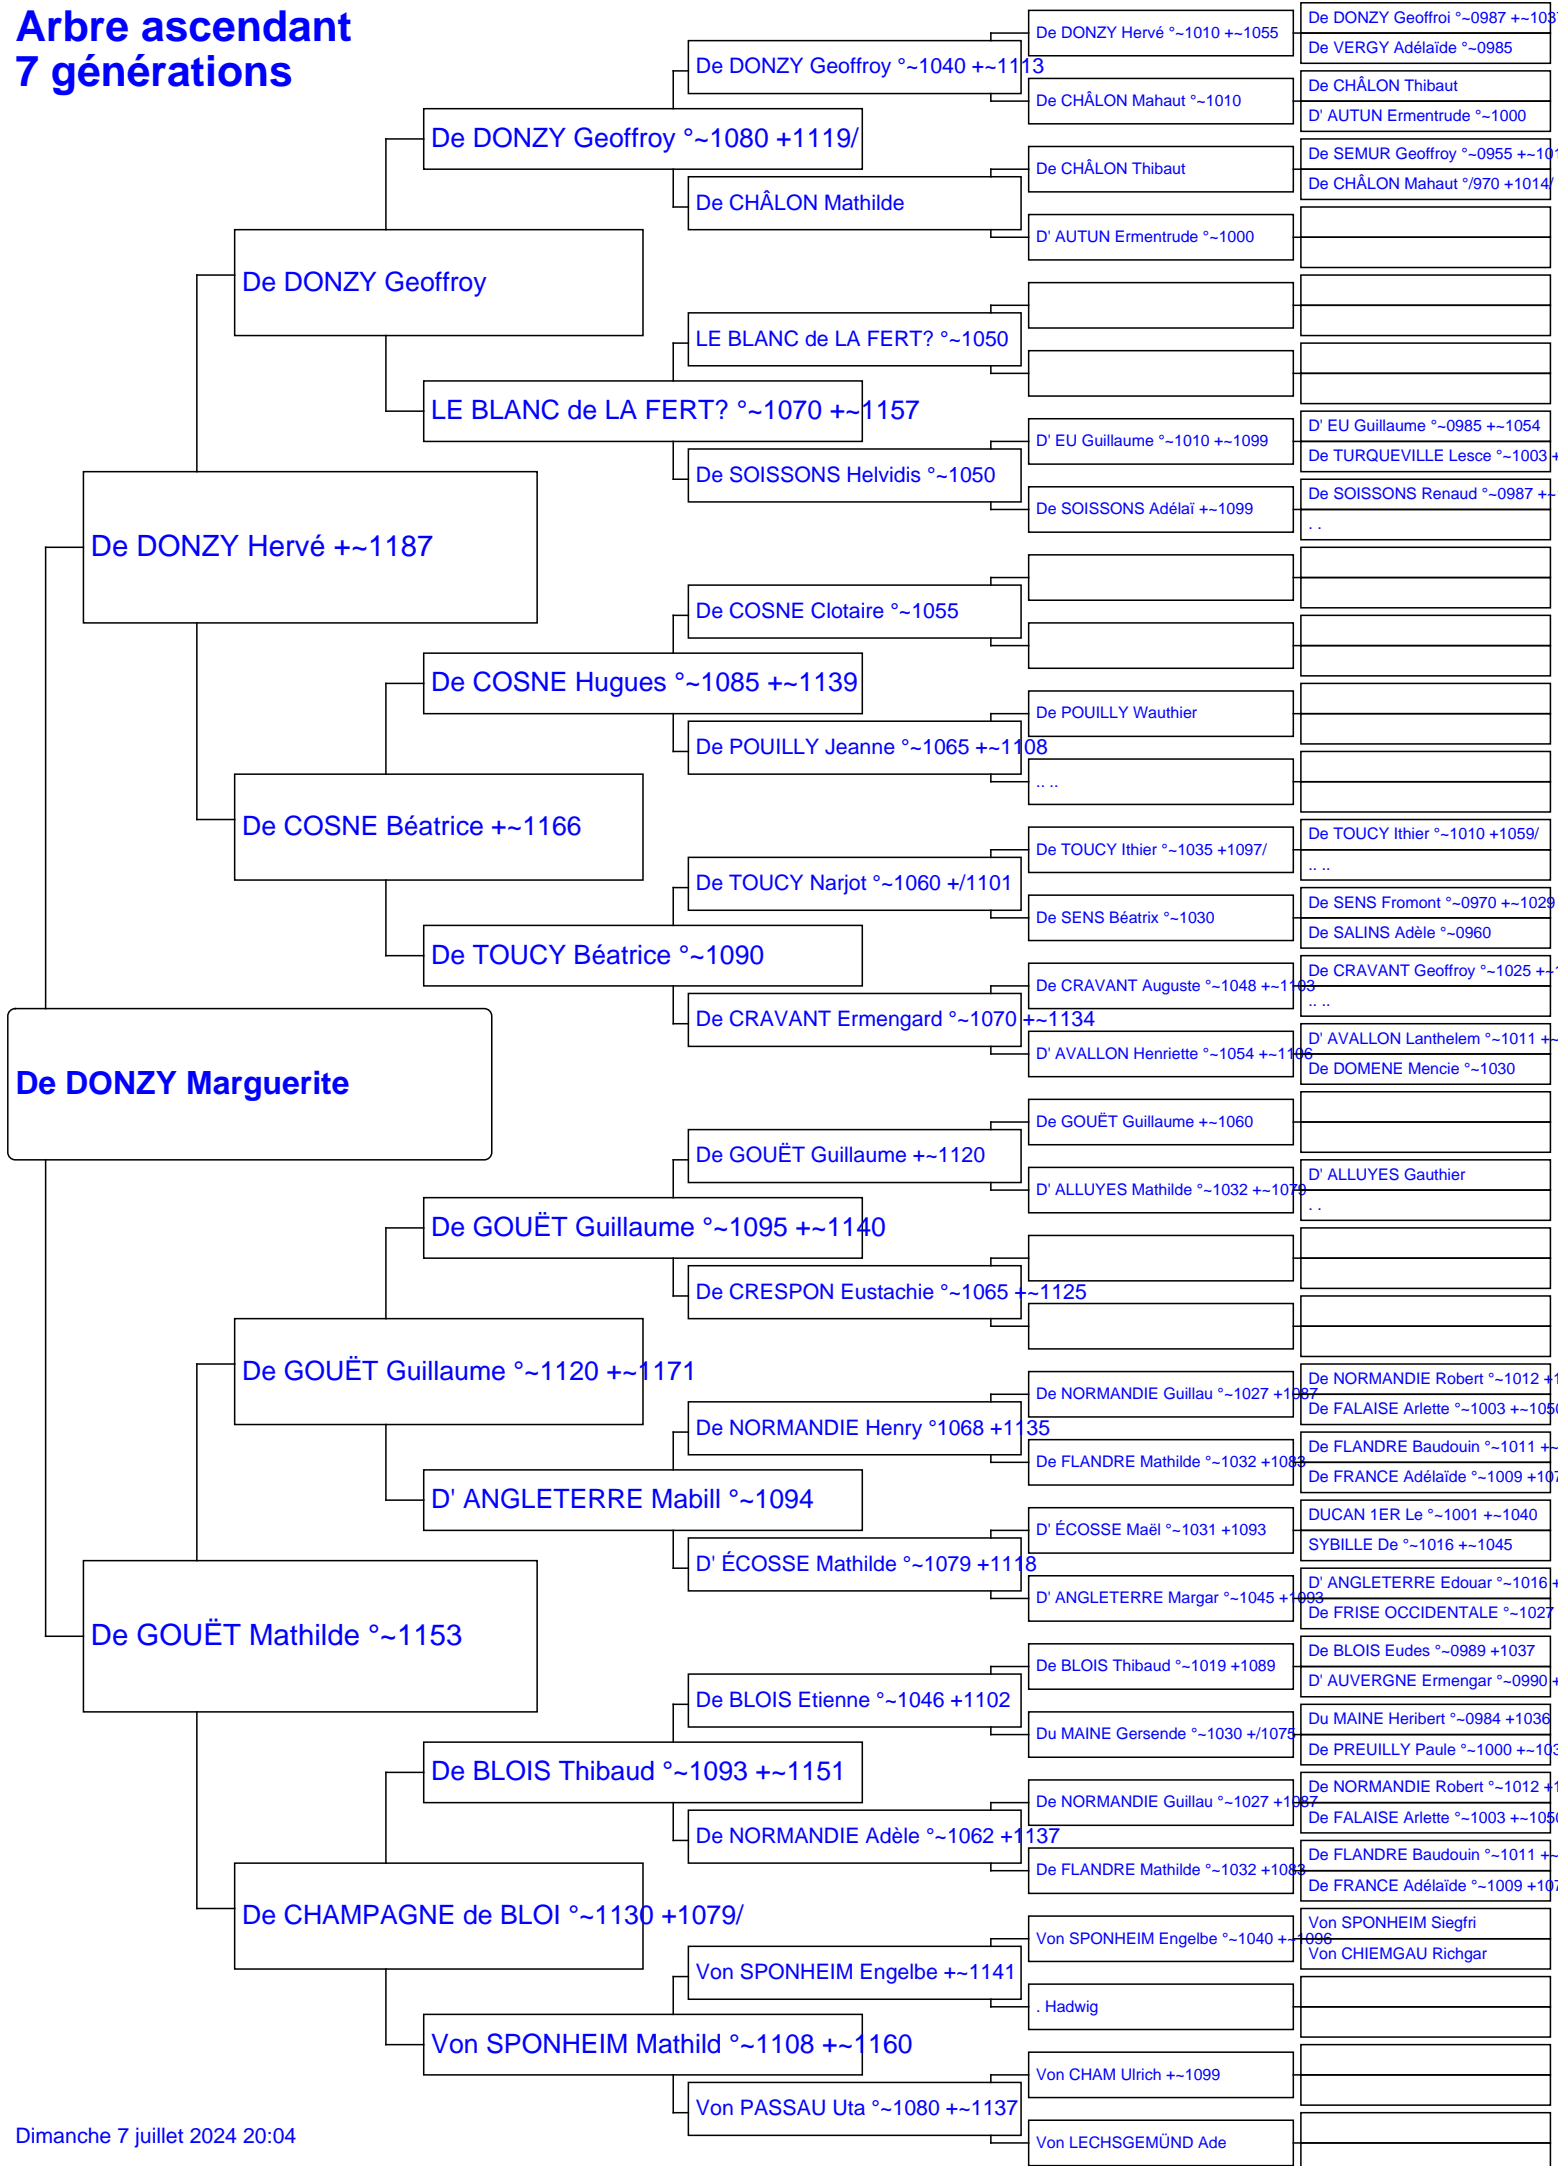 Arbre ascendant
7 générations
De DONZY Marguerite
De DONZY Hervé +~1187
De GOUËT Mathilde °~1153
De DONZY Geoffroy
De COSNE Béatrice +~1166
De GOUËT Guillaume °~1120 +~1171
De CHAMPAGNE de BLOI °~1130 +1079/
De DONZY Geoffroy °~1080 +1119/
LE BLANC de LA FERT? °~1070 +~1157
De COSNE Hugues °~1085 +~1139
De TOUCY Béatrice °~1090
De GOUËT Guillaume °~1095 +~1140
D' ANGLETERRE Mabill °~1094
De BLOIS Thibaud °~1093 +~1151
Von SPONHEIM Mathild °~1108 +~1160
De DONZY Geoffroy °~1040 +~1113
De CHÂLON Mathilde
LE BLANC de LA FERT? °~1050
De SOISSONS Helvidis °~1050
De COSNE Clotaire °~1055
De POUILLY Jeanne °~1065 +~1108
De TOUCY Narjot °~1060 +/1101
De CRAVANT Ermengard °~1070 +~1134
De GOUËT Guillaume +~1120
De CRESPON Eustachie °~1065 +~1125
De NORMANDIE Henry °1068 +1135
D' ÉCOSSE Mathilde °~1079 +1118
De BLOIS Etienne °~1046 +1102
De NORMANDIE Adèle °~1062 +1137
Von SPONHEIM Engelbe +~1141
Von PASSAU Uta °~1080 +~1137
De DONZY Hervé °~1010 +~1055
De CHÂLON Mahaut °~1010
De CHÂLON Thibaut
D' AUTUN Ermentrude °~1000
D' EU Guillaume °~1010 +~1099
De SOISSONS Adélaï +~1099
De POUILLY Wauthier
.. ..
De TOUCY Ithier °~1035 +1097/
De SENS Béatrix °~1030
De CRAVANT Auguste °~1048 +~1103
D' AVALLON Henriette °~1054 +~1106
De GOUËT Guillaume +~1060
D' ALLUYES Mathilde °~1032 +~1079
De NORMANDIE Guillau °~1027 +1087
De FLANDRE Mathilde °~1032 +1083
D' ÉCOSSE Maël °~1031 +1093
D' ANGLETERRE Margar °~1045 +1093
De BLOIS Thibaud °~1019 +1089
Du MAINE Gersende °~1030 +/1075
De NORMANDIE Guillau °~1027 +1087
De FLANDRE Mathilde °~1032 +1083
Von SPONHEIM Engelbe °~1040 +~1096
. Hadwig
Von CHAM Ulrich +~1099
Von LECHSGEMÜND Ade
De DONZY Geoffroi °~0987 +~1037
De VERGY Adélaïde °~0985
De CHÂLON Thibaut
D' AUTUN Ermentrude °~1000
De SEMUR Geoffroy °~0955 +~101
De CHÂLON Mahaut °/970 +1014/
D' EU Guillaume °~0985 +~1054
De TURQUEVILLE Lesce °~1003 +
De SOISSONS Renaud °~0987 +~
. .
De TOUCY Ithier °~1010 +1059/
.. ..
De SENS Fromont °~0970 +~1029
De SALINS Adèle °~0960
De CRAVANT Geoffroy °~1025 +~1
.. ..
D' AVALLON Lanthelem °~1011 +~
De DOMENE Mencie °~1030
D' ALLUYES Gauthier
. .
De NORMANDIE Robert °~1012 +1
De FALAISE Arlette °~1003 +~1050
De FLANDRE Baudouin °~1011 +~
De FRANCE Adélaïde °~1009 +107
DUCAN 1ER Le °~1001 +~1040
SYBILLE De °~1016 +~1045
D' ANGLETERRE Edouar °~1016 +
De FRISE OCCIDENTALE °~1027
De BLOIS Eudes °~0989 +1037
D' AUVERGNE Ermengar °~0990 +
Du MAINE Heribert °~0984 +1036
De PREUILLY Paule °~1000 +~103
De NORMANDIE Robert °~1012 +1
De FALAISE Arlette °~1003 +~1050
De FLANDRE Baudouin °~1011 +~
De FRANCE Adélaïde °~1009 +107
Von SPONHEIM Siegfri
Von CHIEMGAU Richgar
Dimanche 7 juillet 2024 20:04